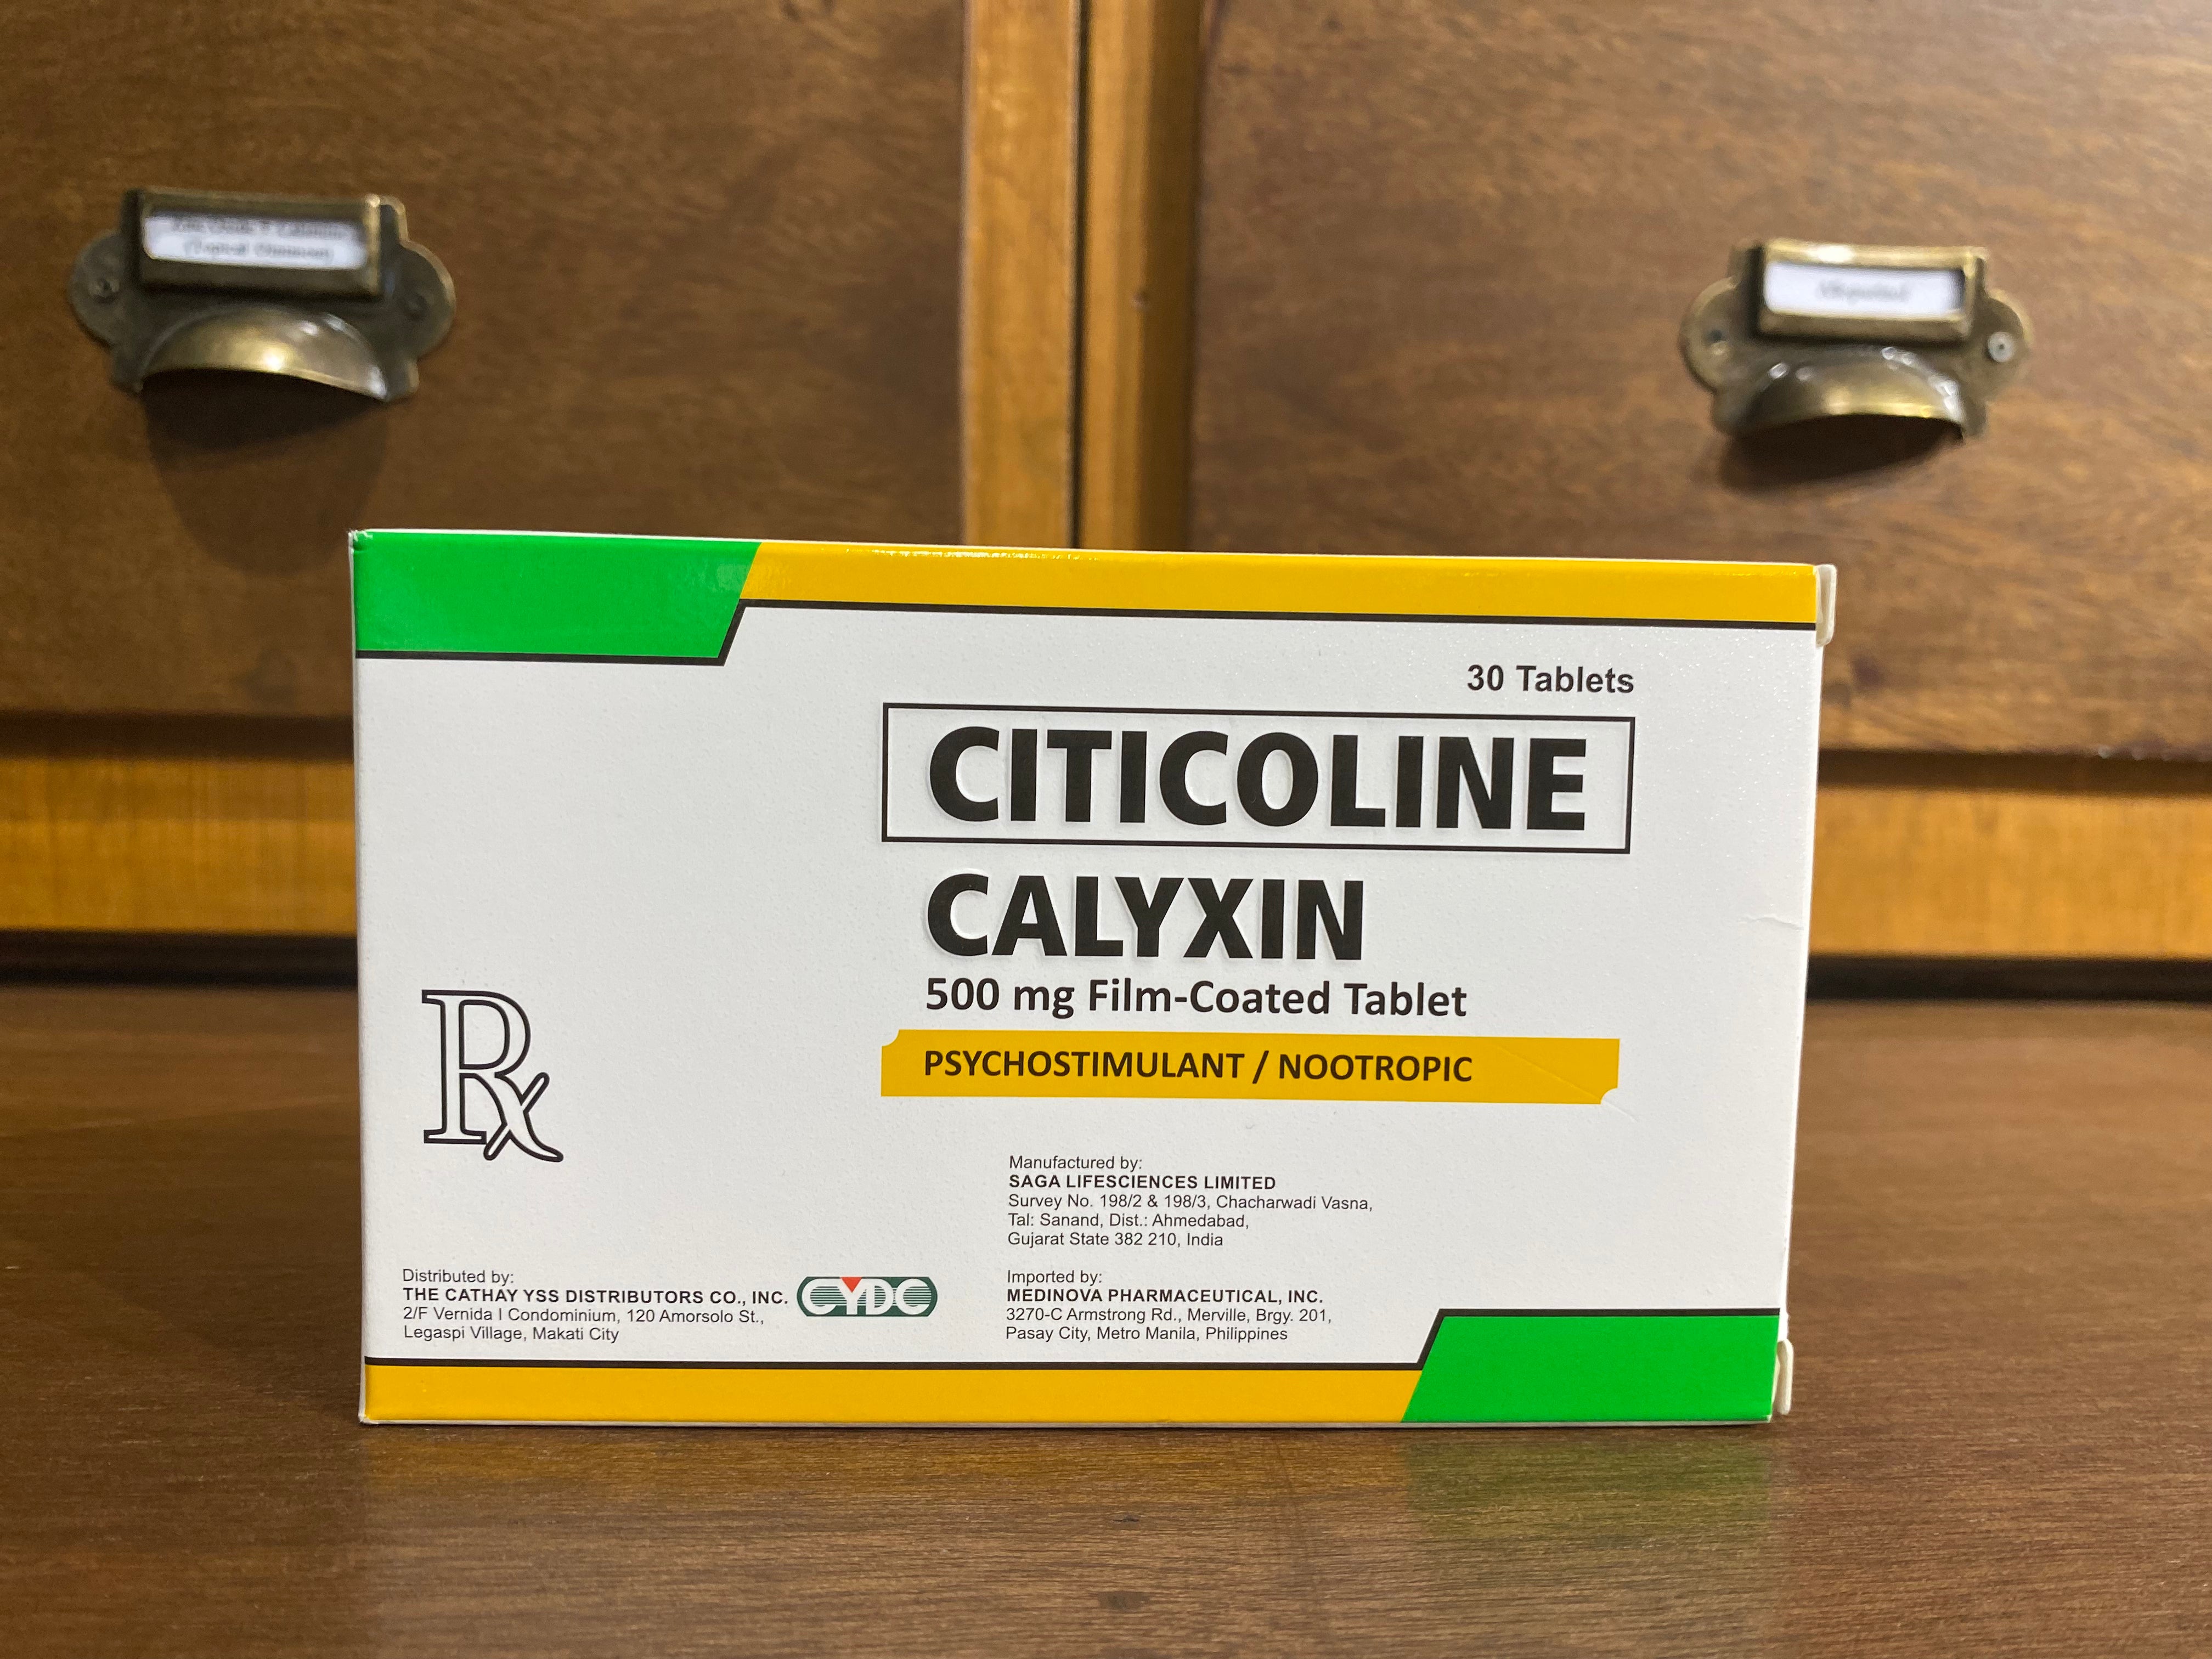 (Topical Ointment)
30 Tablets
CITICOLINE
CALYXIN
500 mg Film-Coated Tablet
PSYCHOSTIMULANT / NOOTROPIC
Rx
Manufactured by:
SAGA LIFESCIENCES LIMITED
Survey No. 198/2 & 198/3, Chacharwadi Vasna,
Tal: Sanand, Dist.: Ahmedabad,
Gujarat State 382 210, India
Distributed by:
THE CATHAY YSS DISTRIBUTORS CO., INC.
2/F Vernida I Condominium, 120 Amorsolo St.,
Legaspi Village, Makati City
CYDC
Imported by:
MEDINOVA PHARMACEUTICAL, INC.
3270-C Armstrong Rd., Merville, Brgy. 201,
Pasay City, Metro Manila, Philippines